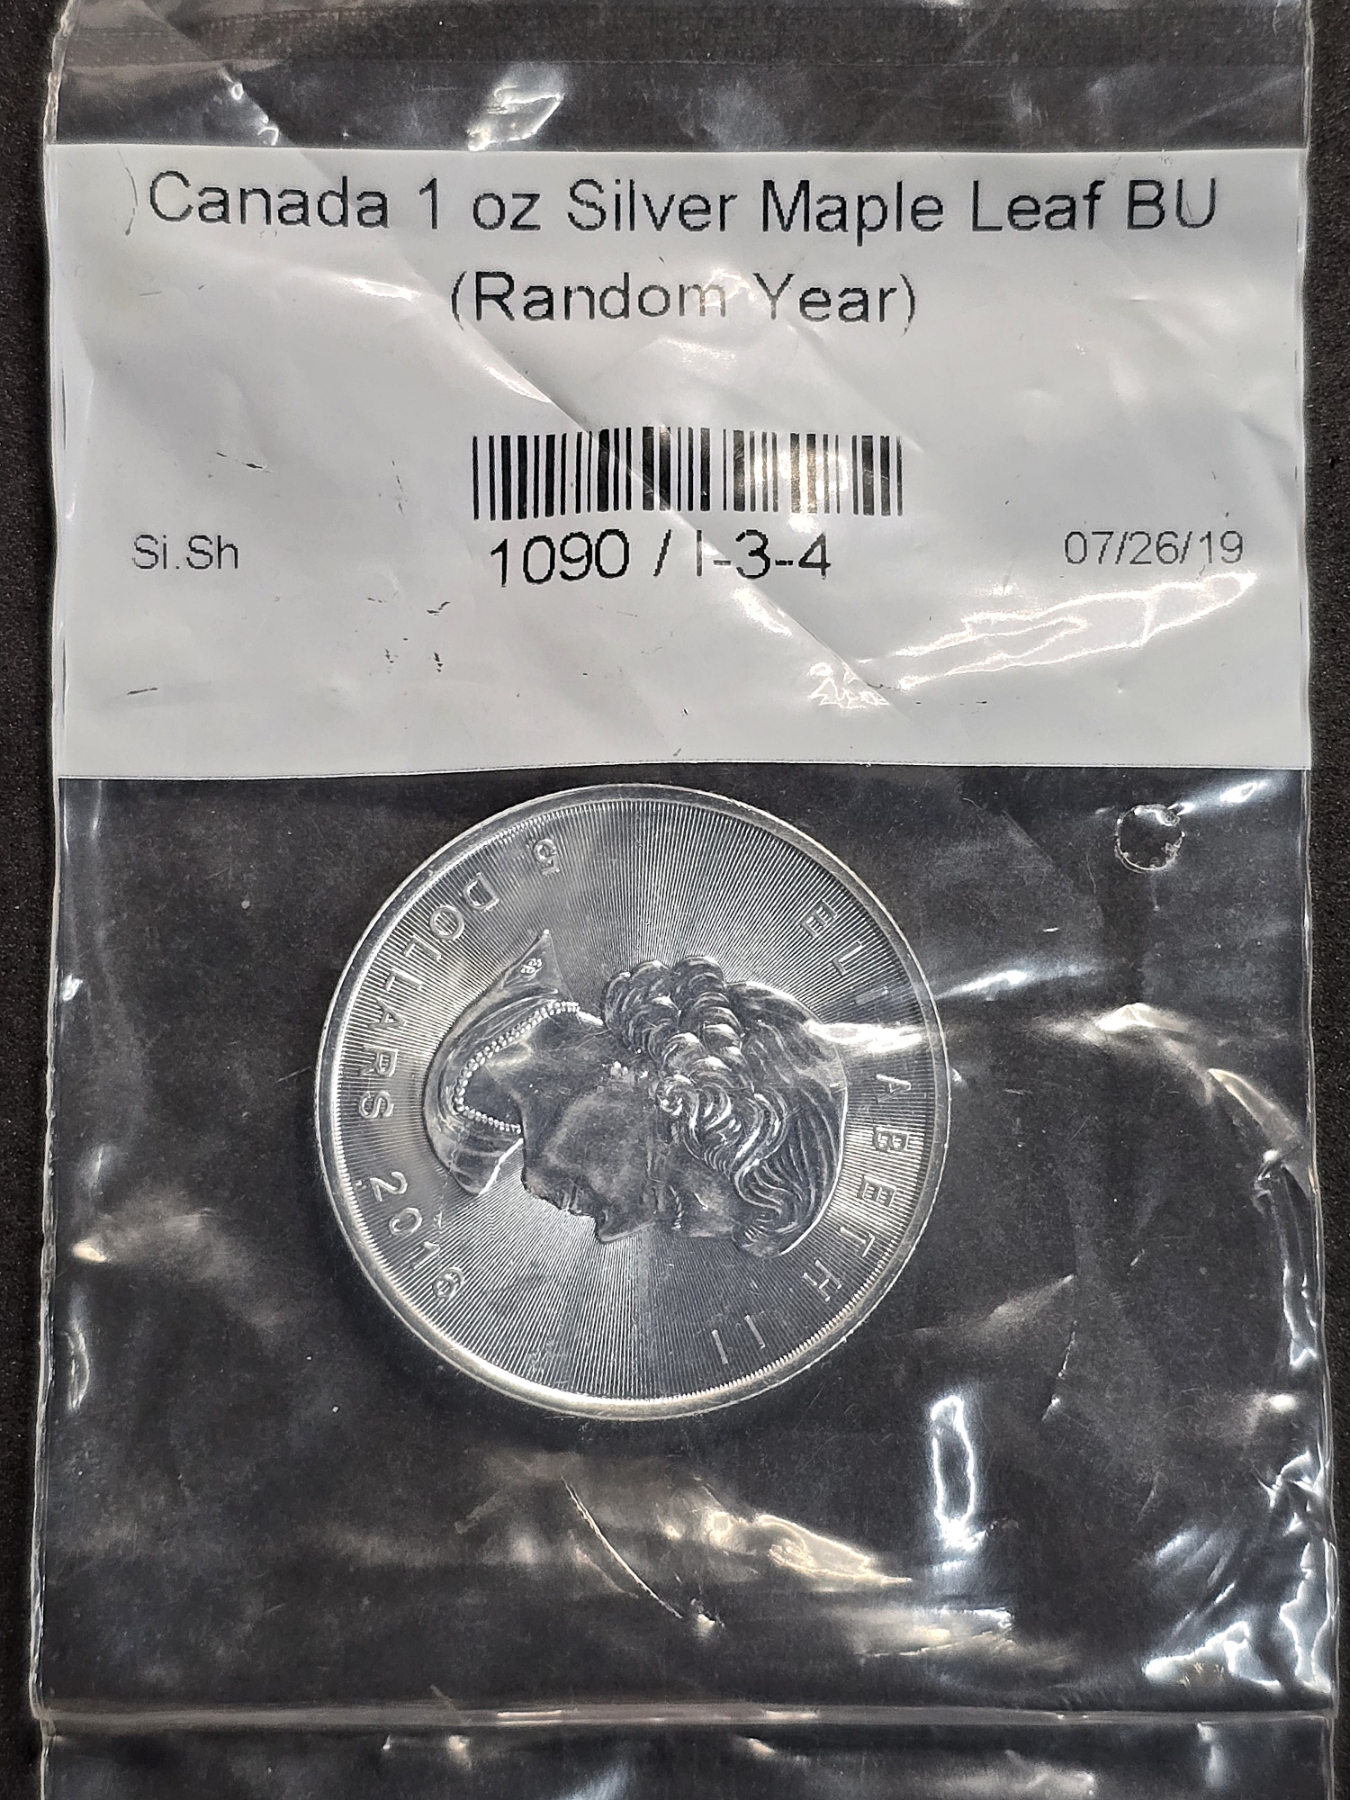 Canada 1 oz Silver Maple Leaf BU
(Random Year)
Si.Sh
1090 / I-3-4
07/26/19
ELIZABETH II
5 DOLLARS